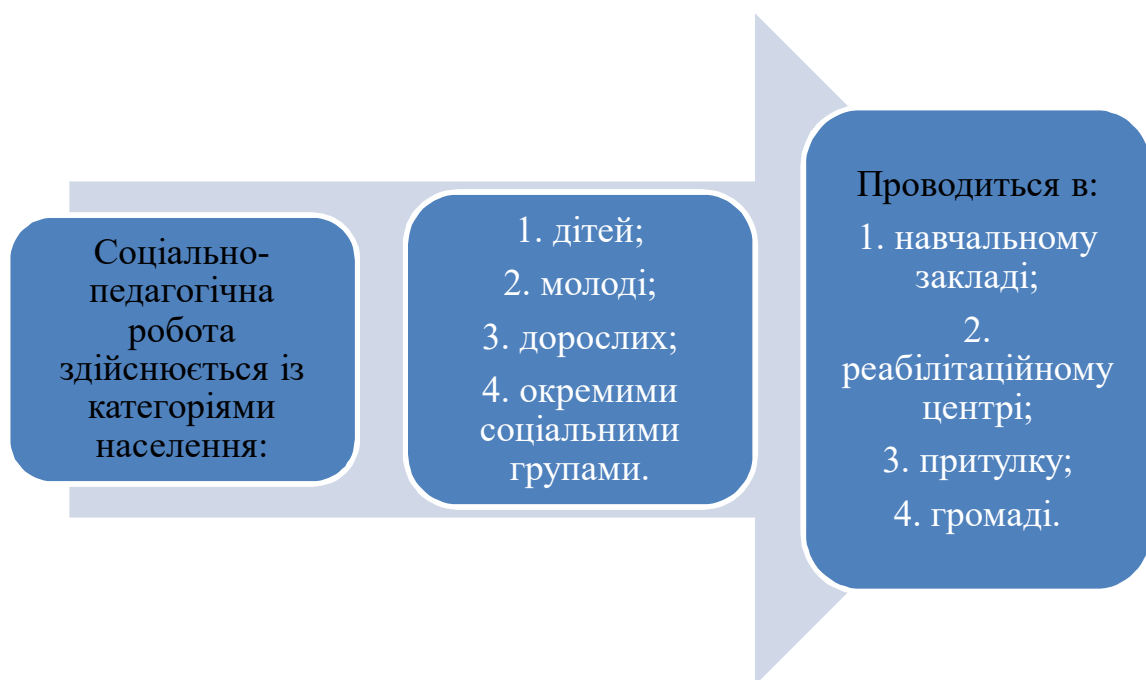 Соціально-
педагогічна
робота
здійснюється із
категоріями
населення:
1. дітей;
2. молоді;
3. дорослих;
4. окремими
соціальними
групами.
Проводиться в:
1. навчальному
закладі;
2.
реабілітаційному
центрі;
3. притулку;
4. громаді.